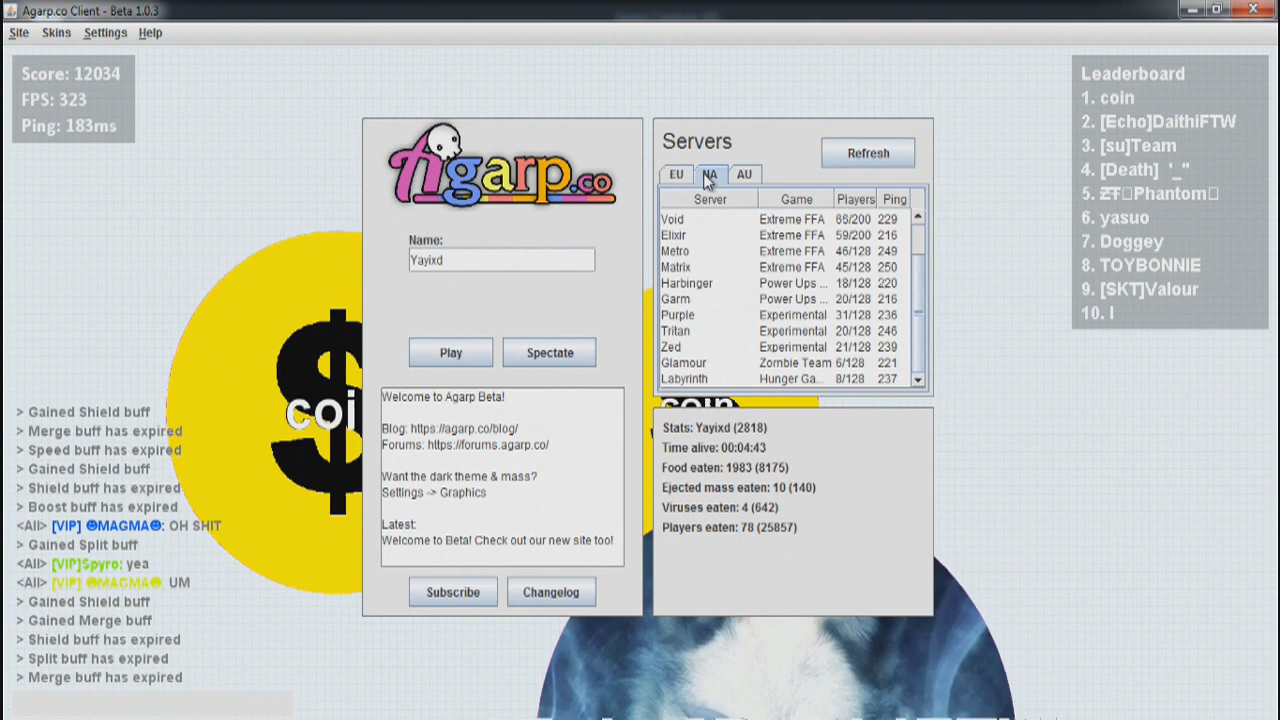 Agarp.co Client - Beta 1.0.3
Site Skins Settings Help
Score: 12034
FPS: 323
Ping: 183ms
Leaderboard
1. coin
2. [Echo]DaithiFTW
3. [su]Team
4. [Death] '_"
5. ZT□Phantom□
6. yasuo
7. Doggey
8. TOYBONNIE
9. [SKT]Valour
10. l
Agarp.co
Name:
Yayixd
Play Spectate
Welcome to Agarp Beta!
Blog: https://agarp.co/blog/
Forums: https://forums.agarp.co/
Want the dark theme & mass?
Settings -> Graphics
Latest:
Welcome to Beta! Check out our new site too!
Subscribe Changelog
Servers
Refresh
EU NA AU
Server Game Players Ping
Void Extreme FFA 65/200 229
Elixir Extreme FFA 59/200 216
Metro Extreme FFA 46/128 249
Matrix Extreme FFA 45/128 250
Harbinger Power Ups ... 18/128 220
Garm Power Ups ... 20/128 216
Purple Experimental 31/128 236
Tritan Experimental 20/128 246
Zed Experimental 21/128 239
Glamour Zombie Team 6/128 221
Labyrinth Hunger Ga... 8/128 237
Stats: Yayixd (2818)
Time alive: 00:04:43
Food eaten: 1983 (8175)
Ejected mass eaten: 10 (140)
Viruses eaten: 4 (642)
Players eaten: 78 (25857)
$
coi
coin
> Gained Shield buff
> Merge buff has expired
> Speed buff has expired
> Gained Shield buff
> Shield buff has expired
> Boost buff has expired
<All> [VIP] ☻MAGMA☻: OH SHIT
> Gained Split buff
<All> [VIP]Spyro: yea
<All> [VIP] ☻MAGMA☻: UM
> Gained Shield buff
> Gained Merge buff
> Shield buff has expired
> Split buff has expired
> Merge buff has expired